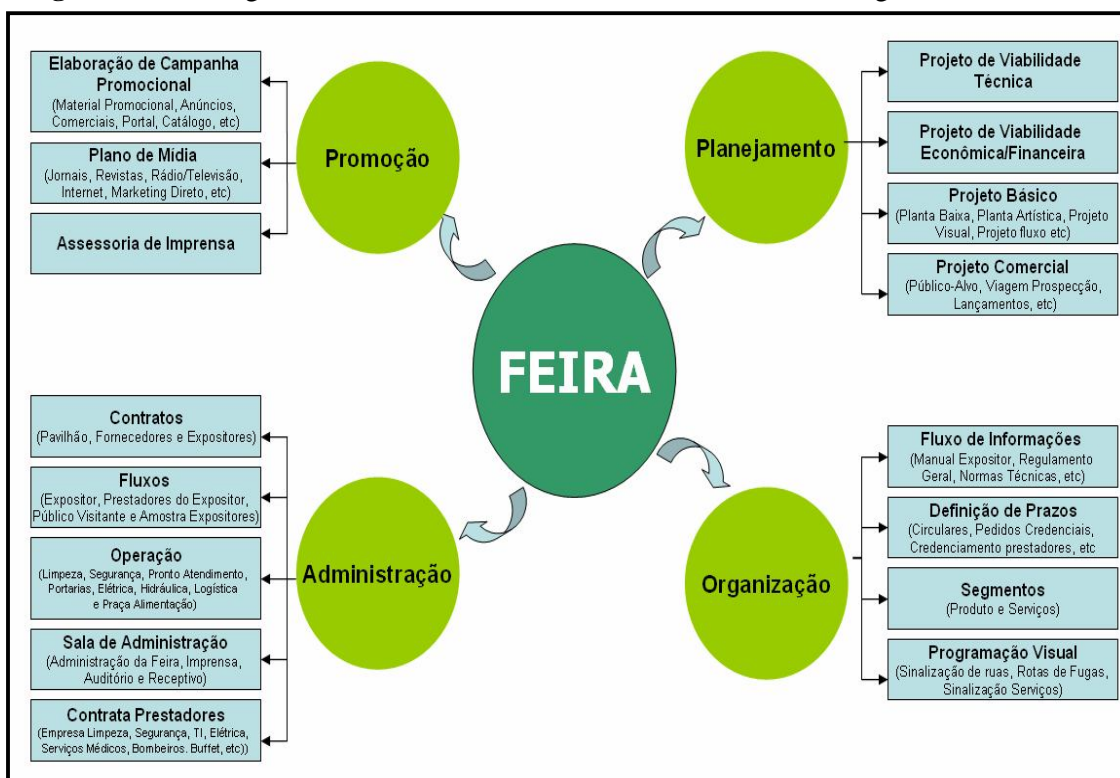 Elaboração de Campanha
Promocional
(Material Promocional, Anúncios,
Comerciais, Portal, Catálogo, etc)
Plano de Mídia
(Jornais, Revistas, Rádio/Televisão,
Internet, Marketing Direto, etc)
Assessoria de Imprensa
Promoção
Planejamento
Projeto de Viabilidade
Técnica
Projeto de Viabilidade
Econômica/Financeira
Projeto Básico
(Planta Baixa, Planta Artística, Projeto
Visual, Projeto fluxo etc)
Projeto Comercial
(Público-Alvo, Viagem Prospecção,
Lançamentos, etc)
FEIRA
Contratos
(Pavilhão, Fornecedores e Expositores)
Fluxos
(Expositor, Prestadores do Expositor,
Público Visitante e Amostra Expositores)
Operação
(Limpeza, Segurança, Pronto Atendimento,
Portarias, Elétrica, Hidráulica, Logística
e Praça Alimentação)
Sala de Administração
(Administração da Feira, Imprensa,
Auditório e Receptivo)
Contrata Prestadores
(Empresa Limpeza, Segurança, TI, Elétrica,
Serviços Médicos, Bombeiros. Buffet, etc))
Administração
Organização
Fluxo de Informações
(Manual Expositor, Regulamento
Geral, Normas Técnicas, etc)
Definição de Prazos
(Circulares, Pedidos Credenciais,
Credenciamento prestadores, etc
Segmentos
(Produto e Serviços)
Programação Visual
(Sinalização de ruas, Rotas de Fugas,
Sinalização Serviços)